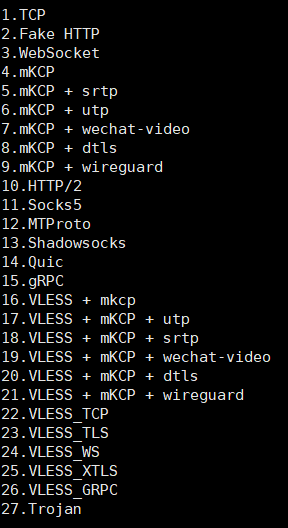 1.TCP
2.Fake HTTP
3.WebSocket
4.mKCP
5.mKCP + srtp
6.mKCP + utp
7.mKCP + wechat-video
8.mKCP + dtls
9.mKCP + wireguard
10.HTTP/2
11.Socks5
12.MTProto
13.Shadowsocks
14.Quic
15.gRPC
16.VLESS + mkcp
17.VLESS + mKCP + utp
18.VLESS + mKCP + srtp
19.VLESS + mKCP + wechat-video
20.VLESS + mKCP + dtls
21.VLESS + mKCP + wireguard
22.VLESS_TCP
23.VLESS_TLS
24.VLESS_WS
25.VLESS_XTLS
26.VLESS_GRPC
27.Trojan